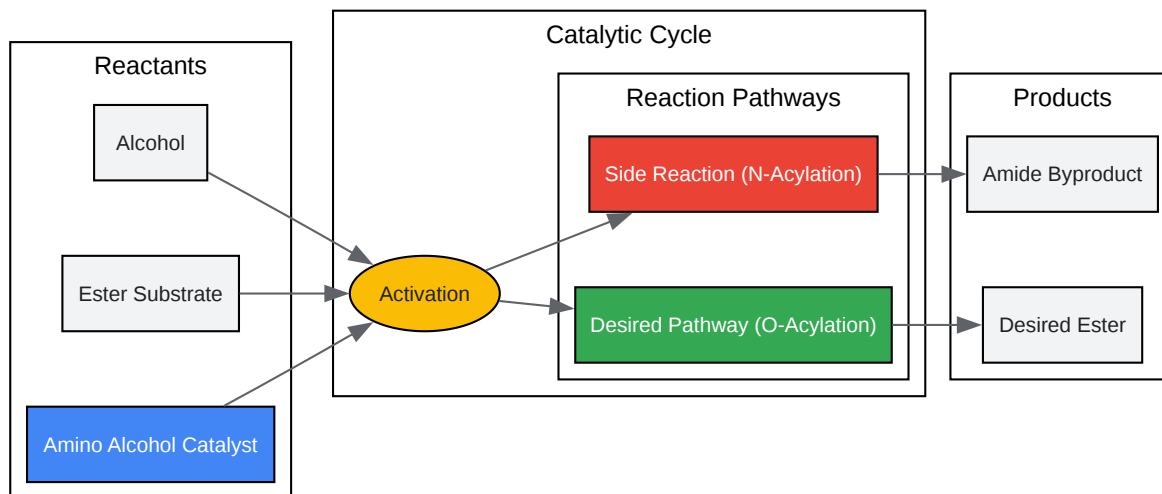 Reactants
Alcohol
Ester Substrate
Amino Alcohol Catalyst
Catalytic Cycle
Activation
Reaction Pathways
Side Reaction (N-Acylation)
Desired Pathway (O-Acylation)
Products
Amide Byproduct
Desired Ester